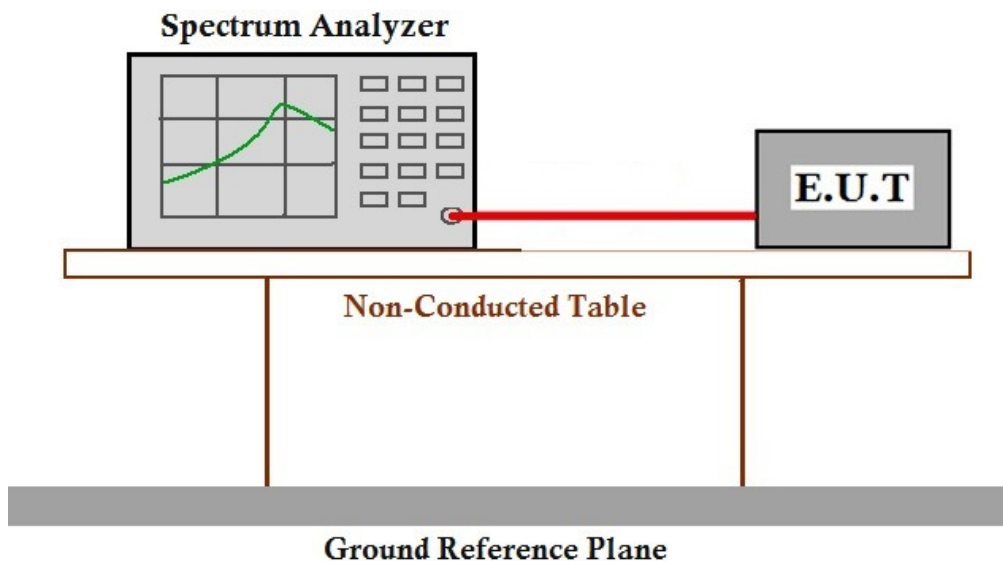 Spectrum Analyzer
E.U.T
Non-Conducted Table
Ground Reference Plane